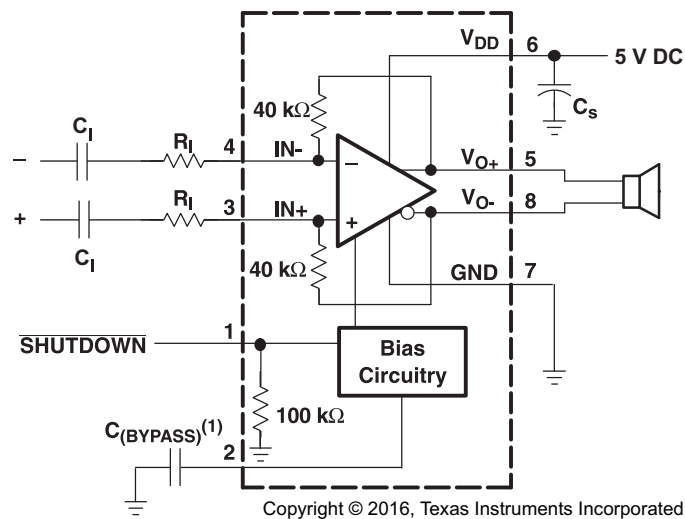 V_DD 6
5 V DC
C_s
40 kΩ
C_I
R_I 4 IN-
−
−
V_O+ 5
+
R_I 3 IN+
+
V_O- 8
C_I
40 kΩ
GND 7
SHUTDOWN 1
Bias
Circuitry
100 kΩ
C_(BYPASS)^(1)
2
Copyright © 2016, Texas Instruments Incorporated